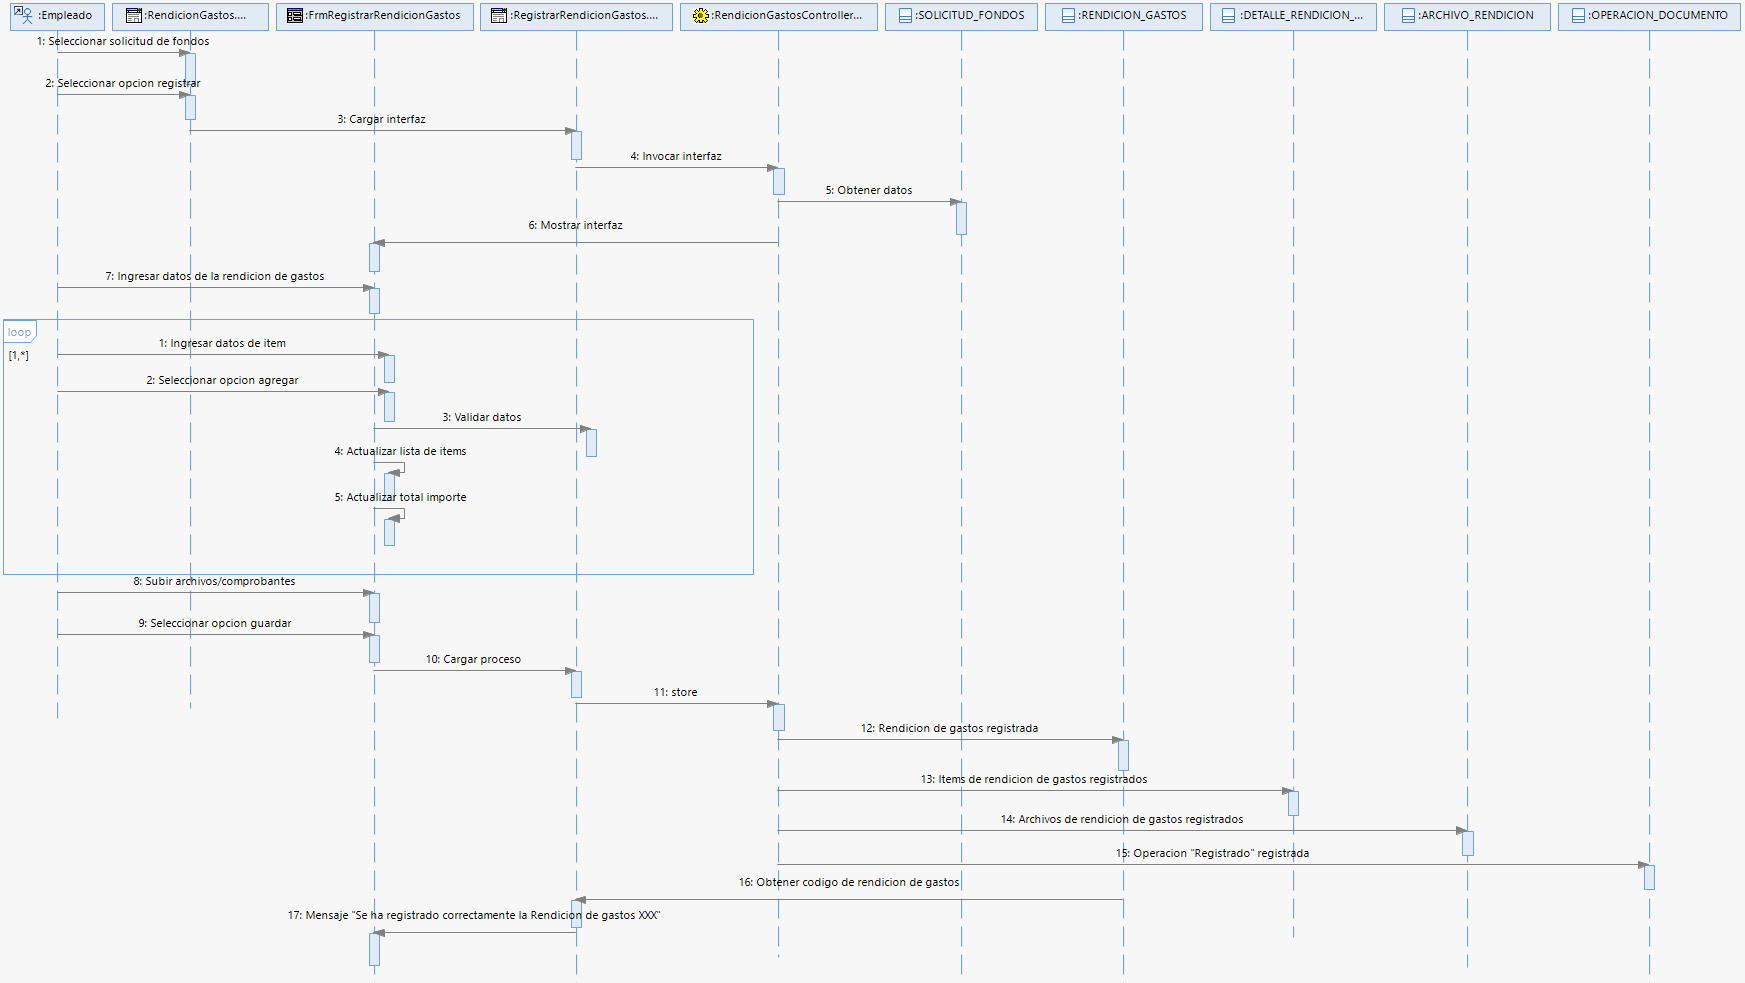 :Empleado
:RendicionGastos....
:FrmRegistrarRendicionGastos
:RegistrarRendicionGastos....
:RendicionGastosController...
:SOLICITUD_FONDOS
:RENDICION_GASTOS
:DETALLE_RENDICION_...
:ARCHIVO_RENDICION
:OPERACION_DOCUMENTO
1: Seleccionar solicitud de fondos
2: Seleccionar opcion registrar
3: Cargar interfaz
4: Invocar interfaz
5: Obtener datos
6: Mostrar interfaz
7: Ingresar datos de la rendicion de gastos
loop
[1,*]
1: Ingresar datos de item
2: Seleccionar opcion agregar
3: Validar datos
4: Actualizar lista de items
5: Actualizar total importe
8: Subir archivos/comprobantes
9: Seleccionar opcion guardar
10: Cargar proceso
11: store
12: Rendicion de gastos registrada
13: Items de rendicion de gastos registrados
14: Archivos de rendicion de gastos registrados
15: Operacion "Registrado" registrada
16: Obtener codigo de rendicion de gastos
17: Mensaje "Se ha registrado correctamente la Rendicion de gastos XXX"